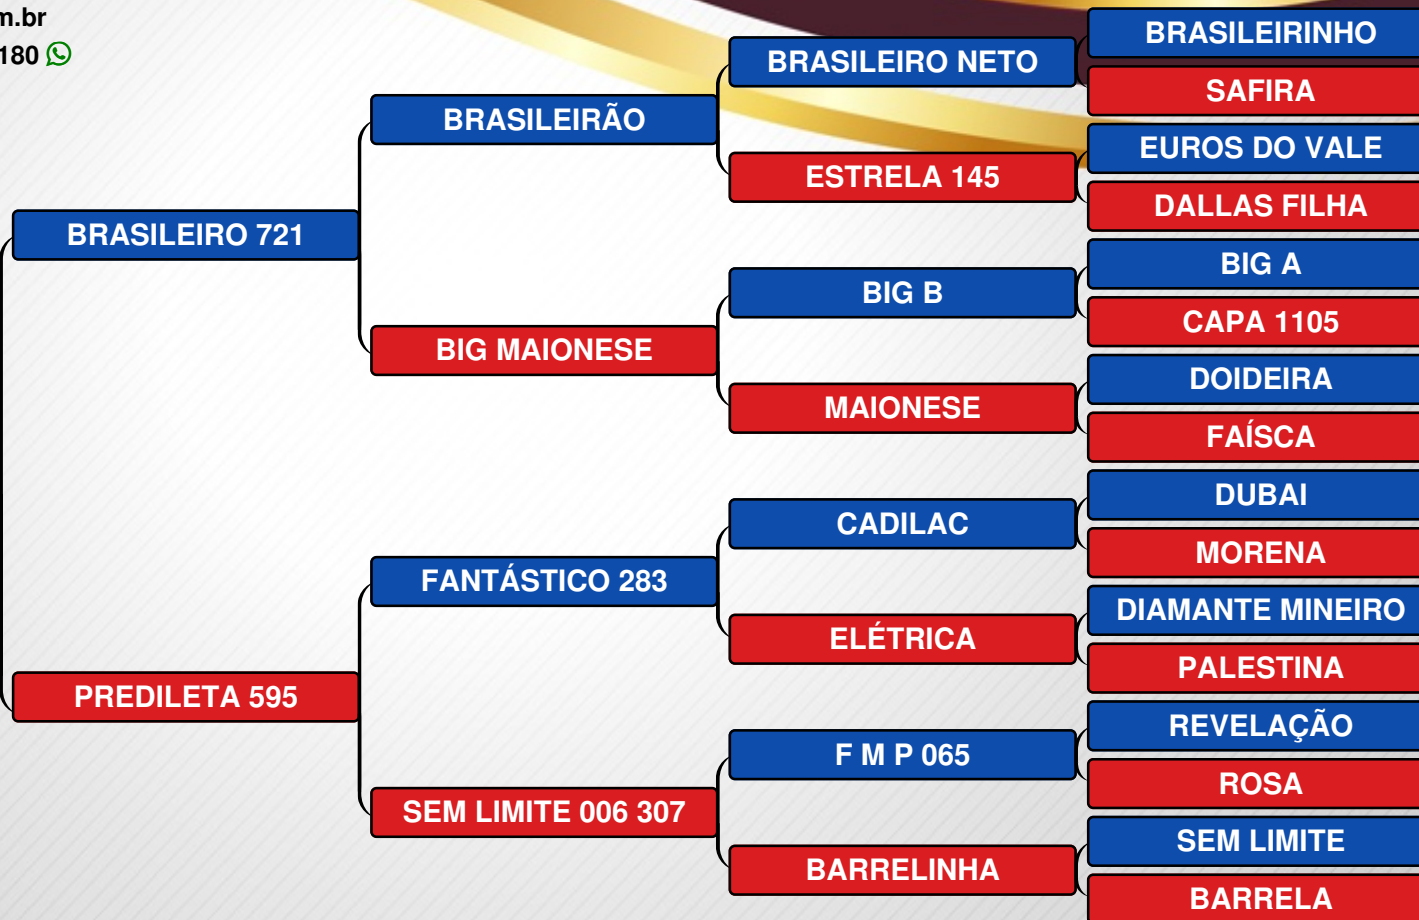 m.br
180
BRASILEIRO 721
PREDILETA 595
BRASILEIRÃO
BIG MAIONESE
FANTÁSTICO 283
SEM LIMITE 006 307
BRASILEIRO NETO
ESTRELA 145
BIG B
MAIONESE
CADILAC
ELÉTRICA
F M P 065
BARRELINHA
BRASILEIRINHO
SAFIRA
EUROS DO VALE
DALLAS FILHA
BIG A
CAPA 1105
DOIDEIRA
FAÍSCA
DUBAI
MORENA
DIAMANTE MINEIRO
PALESTINA
REVELAÇÃO
ROSA
SEM LIMITE
BARRELA